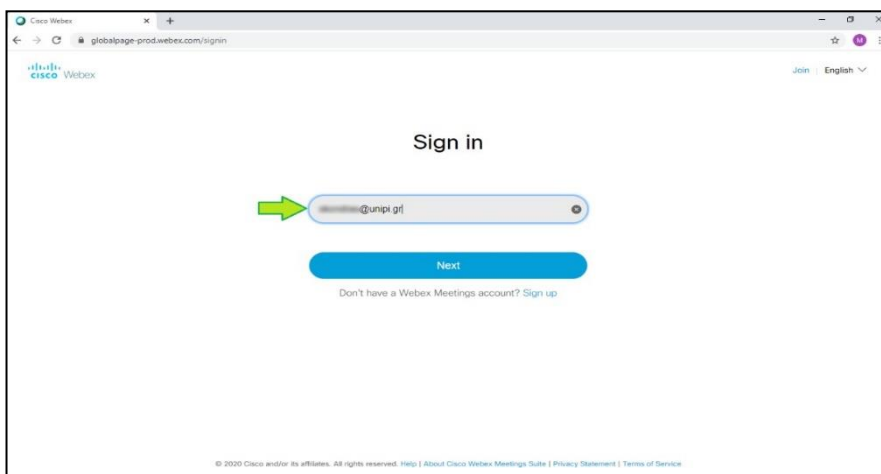 Cisco Webex
globalpage-prod.webex.com/signin
M
CISCO Webex
Join English
Sign in
@unipi.gr
Next
Don't have a Webex Meetings account? Sign up
© 2020 Cisco and/or its affiliates. All rights reserved. Help | About Cisco Webex Meetings Suite | Privacy Statement | Terms of Service